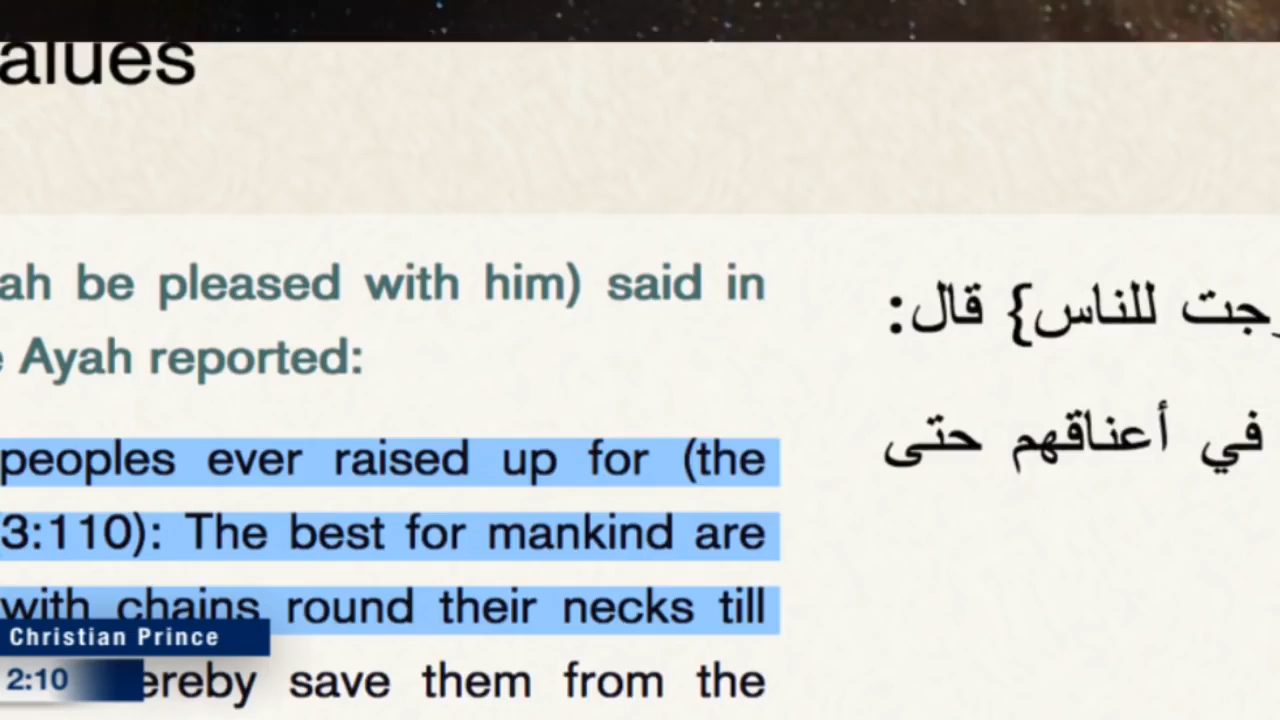 alues
ah be pleased with him) said in
Ayah reported:
peoples ever raised up for (the
3:110): The best for mankind are
with chains round their necks till
ereby save them from the
جت للناس} قال:
في أعناقهم حتى
Christian Prince
2:10